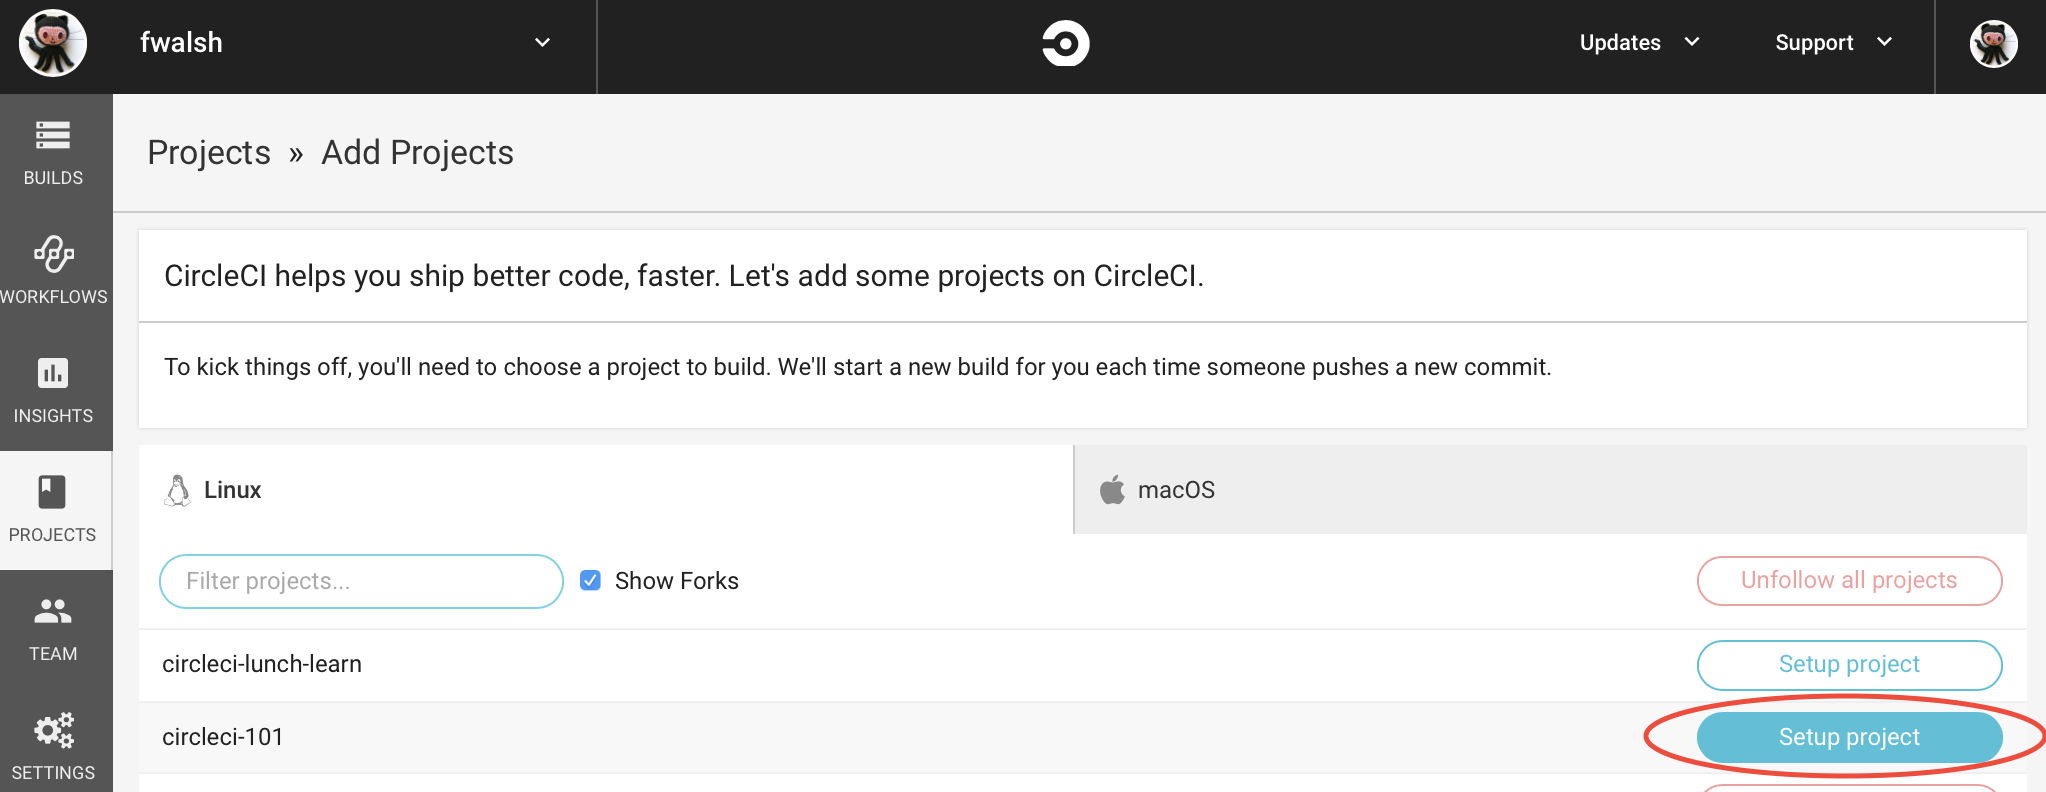 fwalsh
Updates
Support
BUILDS
WORKFLOWS
INSIGHTS
PROJECTS
TEAM
SETTINGS
Projects » Add Projects
CircleCI helps you ship better code, faster. Let's add some projects on CircleCI.
To kick things off, you'll need to choose a project to build. We'll start a new build for you each time someone pushes a new commit.
Linux
macOS
Filter projects...
Show Forks
Unfollow all projects
circleci-lunch-learn
Setup project
circleci-101
Setup project